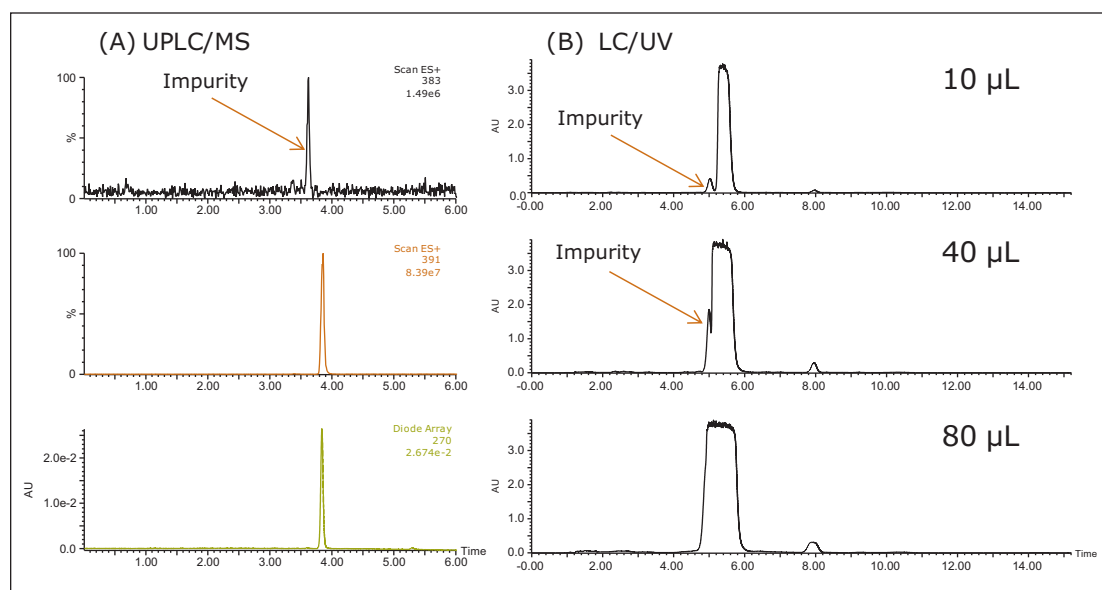 (A) UPLC/MS
Impurity
Scan ES+
383
1.49e6
100
%
0
1.00 2.00 3.00 4.00 5.00 6.00
Scan ES+
391
8.39e7
100
%
0
1.00 2.00 3.00 4.00 5.00 6.00
Diode Array
270
2.674e-2
2.0e-2
AU
1.0e-2
0.0
Time
1.00 2.00 3.00 4.00 5.00 6.00
(B) LC/UV
10 µL
Impurity
3.0
AU
2.0
1.0
0.0
-0.00 2.00 4.00 6.00 8.00 10.00 12.00 14.00
40 µL
Impurity
3.0
AU
2.0
1.0
0.0
-0.00 2.00 4.00 6.00 8.00 10.00 12.00 14.00
80 µL
3.0
AU
2.0
1.0
0.0
Time
-0.00 2.00 4.00 6.00 8.00 10.00 12.00 14.00